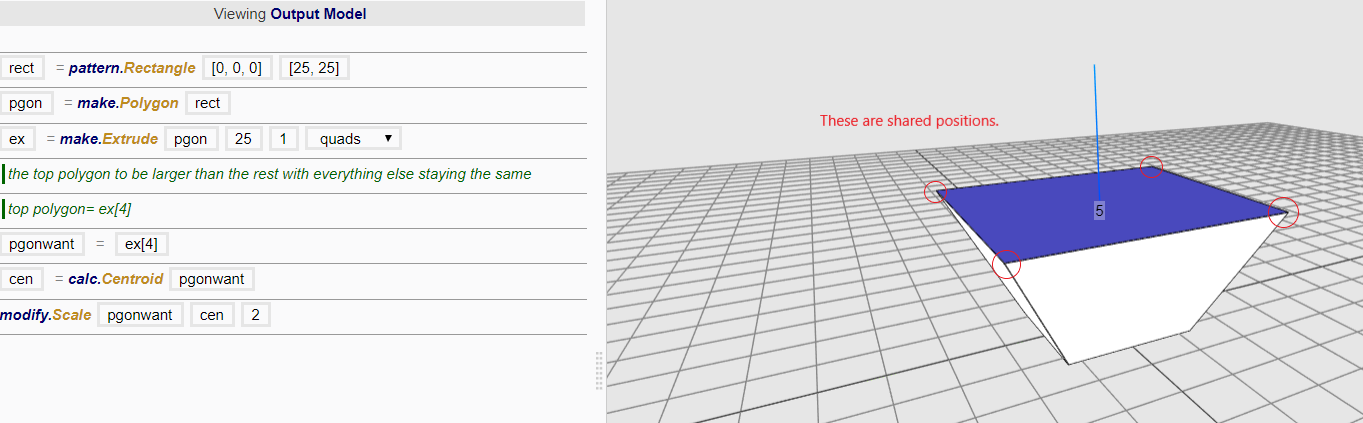 Viewing Output Model
rect = pattern.Rectangle [0, 0, 0] [25, 25]
pgon = make.Polygon rect
ex = make.Extrude pgon 25 1 quads ▼
the top polygon to be larger than the rest with everything else staying the same
top polygon= ex[4]
pgonwant = ex[4]
cen = calc.Centroid pgonwant
modify.Scale pgonwant cen 2
These are shared positions.
5